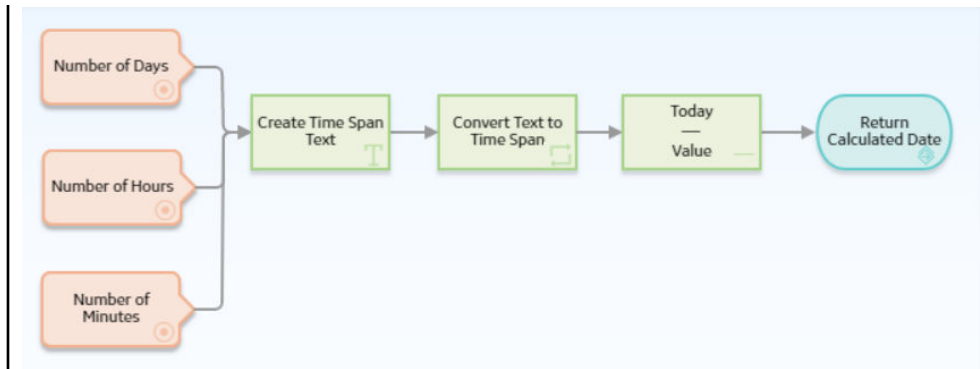 Number of Days
Number of Hours
Number of
Minutes
Create Time Span
Text
T
Convert Text to
Time Span
Today
—
Value
Return
Calculated Date